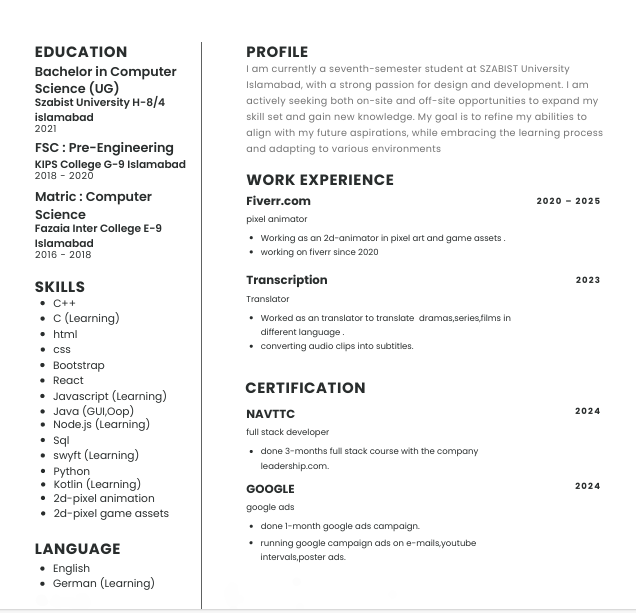 EDUCATION
Bachelor in Computer
Science (UG)
Szabist University H-8/4
islamabad
2021
FSC : Pre-Engineering
KIPS College G-9 Islamabad
2018 - 2020
Matric : Computer
Science
Fazaia Inter College E-9
Islamabad
2016 - 2018
SKILLS
• C++
• C (Learning)
• html
• css
• Bootstrap
• React
• Javascript (Learning)
• Java (GUI,Oop)
• Node.js (Learning)
• Sql
• swyft (Learning)
• Python
• Kotlin (Learning)
• 2d-pixel animation
• 2d-pixel game assets
LANGUAGE
• English
• German (Learning)
PROFILE
I am currently a seventh-semester student at SZABIST University
Islamabad, with a strong passion for design and development. I am
actively seeking both on-site and off-site opportunities to expand my
skill set and gain new knowledge. My goal is to refine my abilities to
align with my future aspirations, while embracing the learning process
and adapting to various environments
WORK EXPERIENCE
Fiverr.com 2020 – 2025
pixel animator
• Working as an 2d-animator in pixel art and game assets .
• working on fiverr since 2020
Transcription 2023
Translator
• Worked as an translator to translate dramas,series,films in
different language .
• converting audio clips into subtitles.
CERTIFICATION
NAVTTC 2024
full stack developer
• done 3-months full stack course with the company
leadership.com.
GOOGLE 2024
google ads
• done 1-month google ads campaign.
• running google campaign ads on e-mails,youtube
intervals,poster ads.